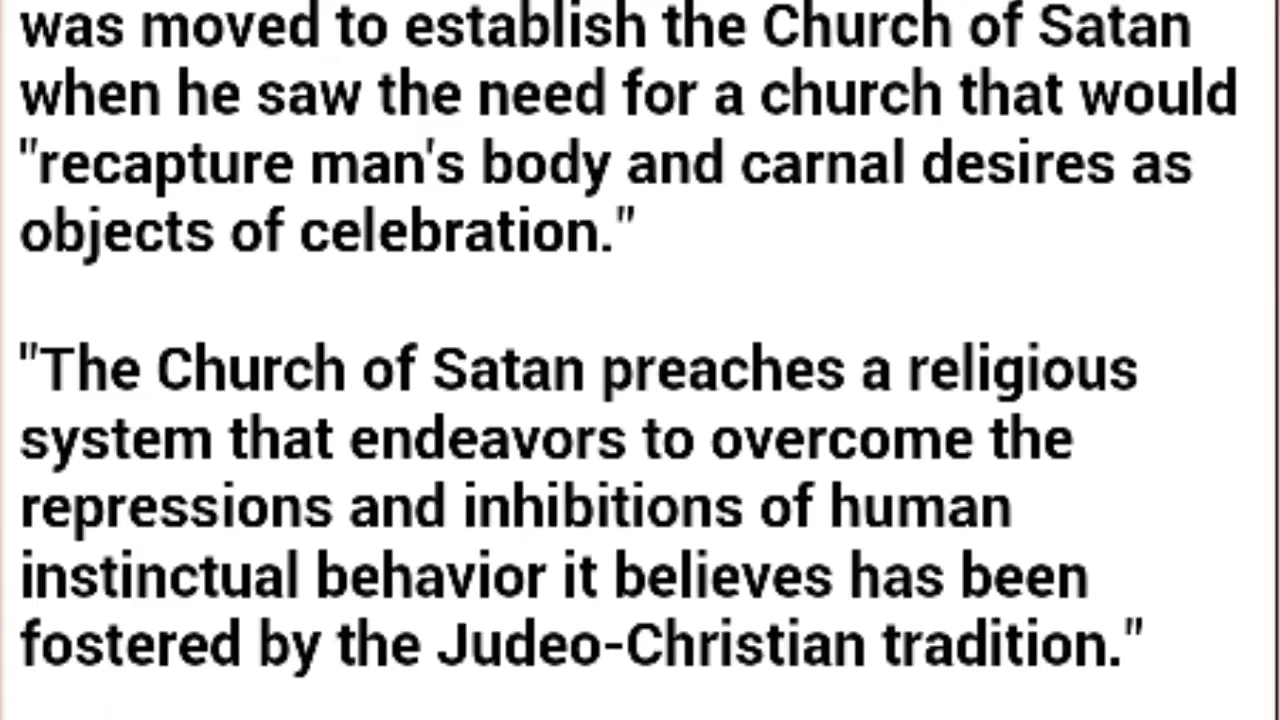 was moved to establish the Church of Satan
when he saw the need for a church that would
"recapture man's body and carnal desires as
objects of celebration."
"The Church of Satan preaches a religious
system that endeavors to overcome the
repressions and inhibitions of human
instinctual behavior it believes has been
fostered by the Judeo-Christian tradition."